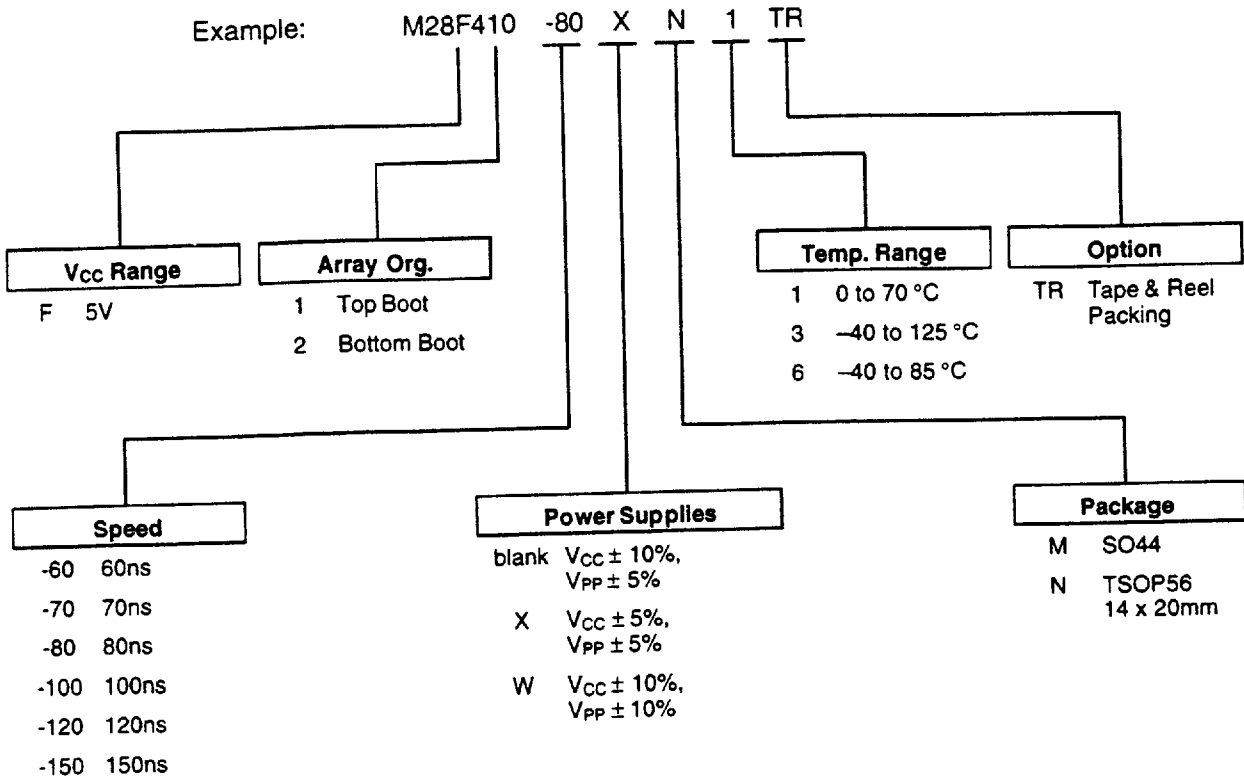 Example: M28F410 -80 X N 1 TR
Vcc Range
F 5V
Array Org.
1 Top Boot
2 Bottom Boot
Temp. Range
1 0 to 70 °C
3 –40 to 125 °C
6 –40 to 85 °C
Option
TR Tape & Reel
Packing
Speed
-60 60ns
-70 70ns
-80 80ns
-100 100ns
-120 120ns
-150 150ns
Power Supplies
blank Vcc ± 10%,
VPP ± 5%
X Vcc ± 5%,
VPP ± 5%
W Vcc ± 10%,
VPP ± 10%
Package
M SO44
N TSOP56
14 x 20mm